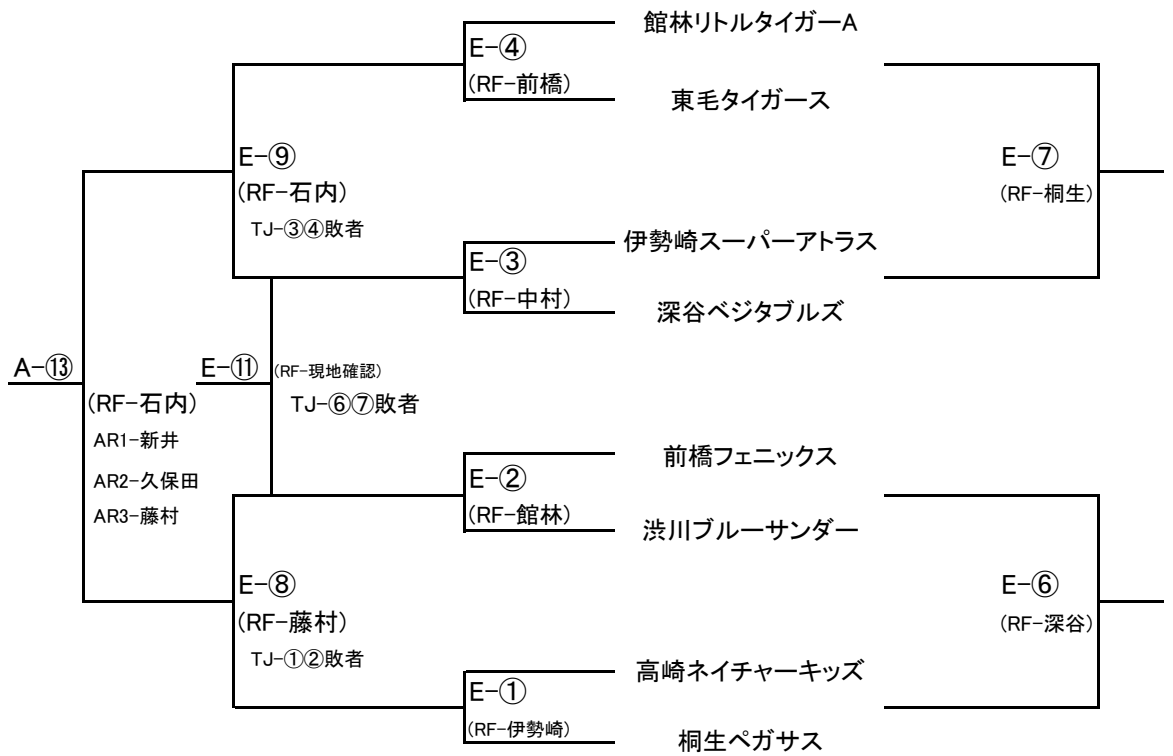 館林リトルタイガーA
E-④
(RF-前橋)
東毛タイガース
E-⑨
(RF-石内)
TJ-③④敗者
E-⑦
(RF-桐生)
伊勢崎スーパーアトラス
E-③
(RF-中村)
深谷ベジタブルズ
A-⑬
E-⑪
(RF-現地確認)
TJ-⑥⑦敗者
(RF-石内)
AR1-新井
AR2-久保田
AR3-藤村
前橋フェニックス
E-②
(RF-館林)
渋川ブルーサンダー
E-⑧
(RF-藤村)
TJ-①②敗者
E-⑥
(RF-深谷)
高崎ネイチャーキッズ
E-①
(RF-伊勢崎)
桐生ペガサス